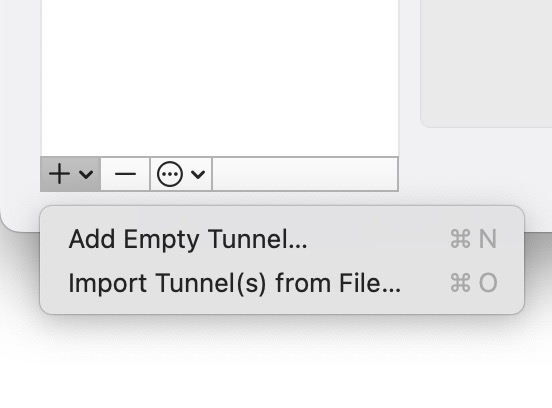 Add Empty Tunnel... ⌘ N
Import Tunnel(s) from File... ⌘ O